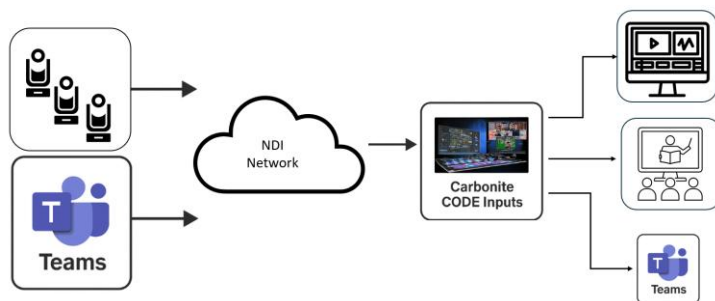 NDI
Network
T
Teams
Carbonite
CODE Inputs
T
Teams